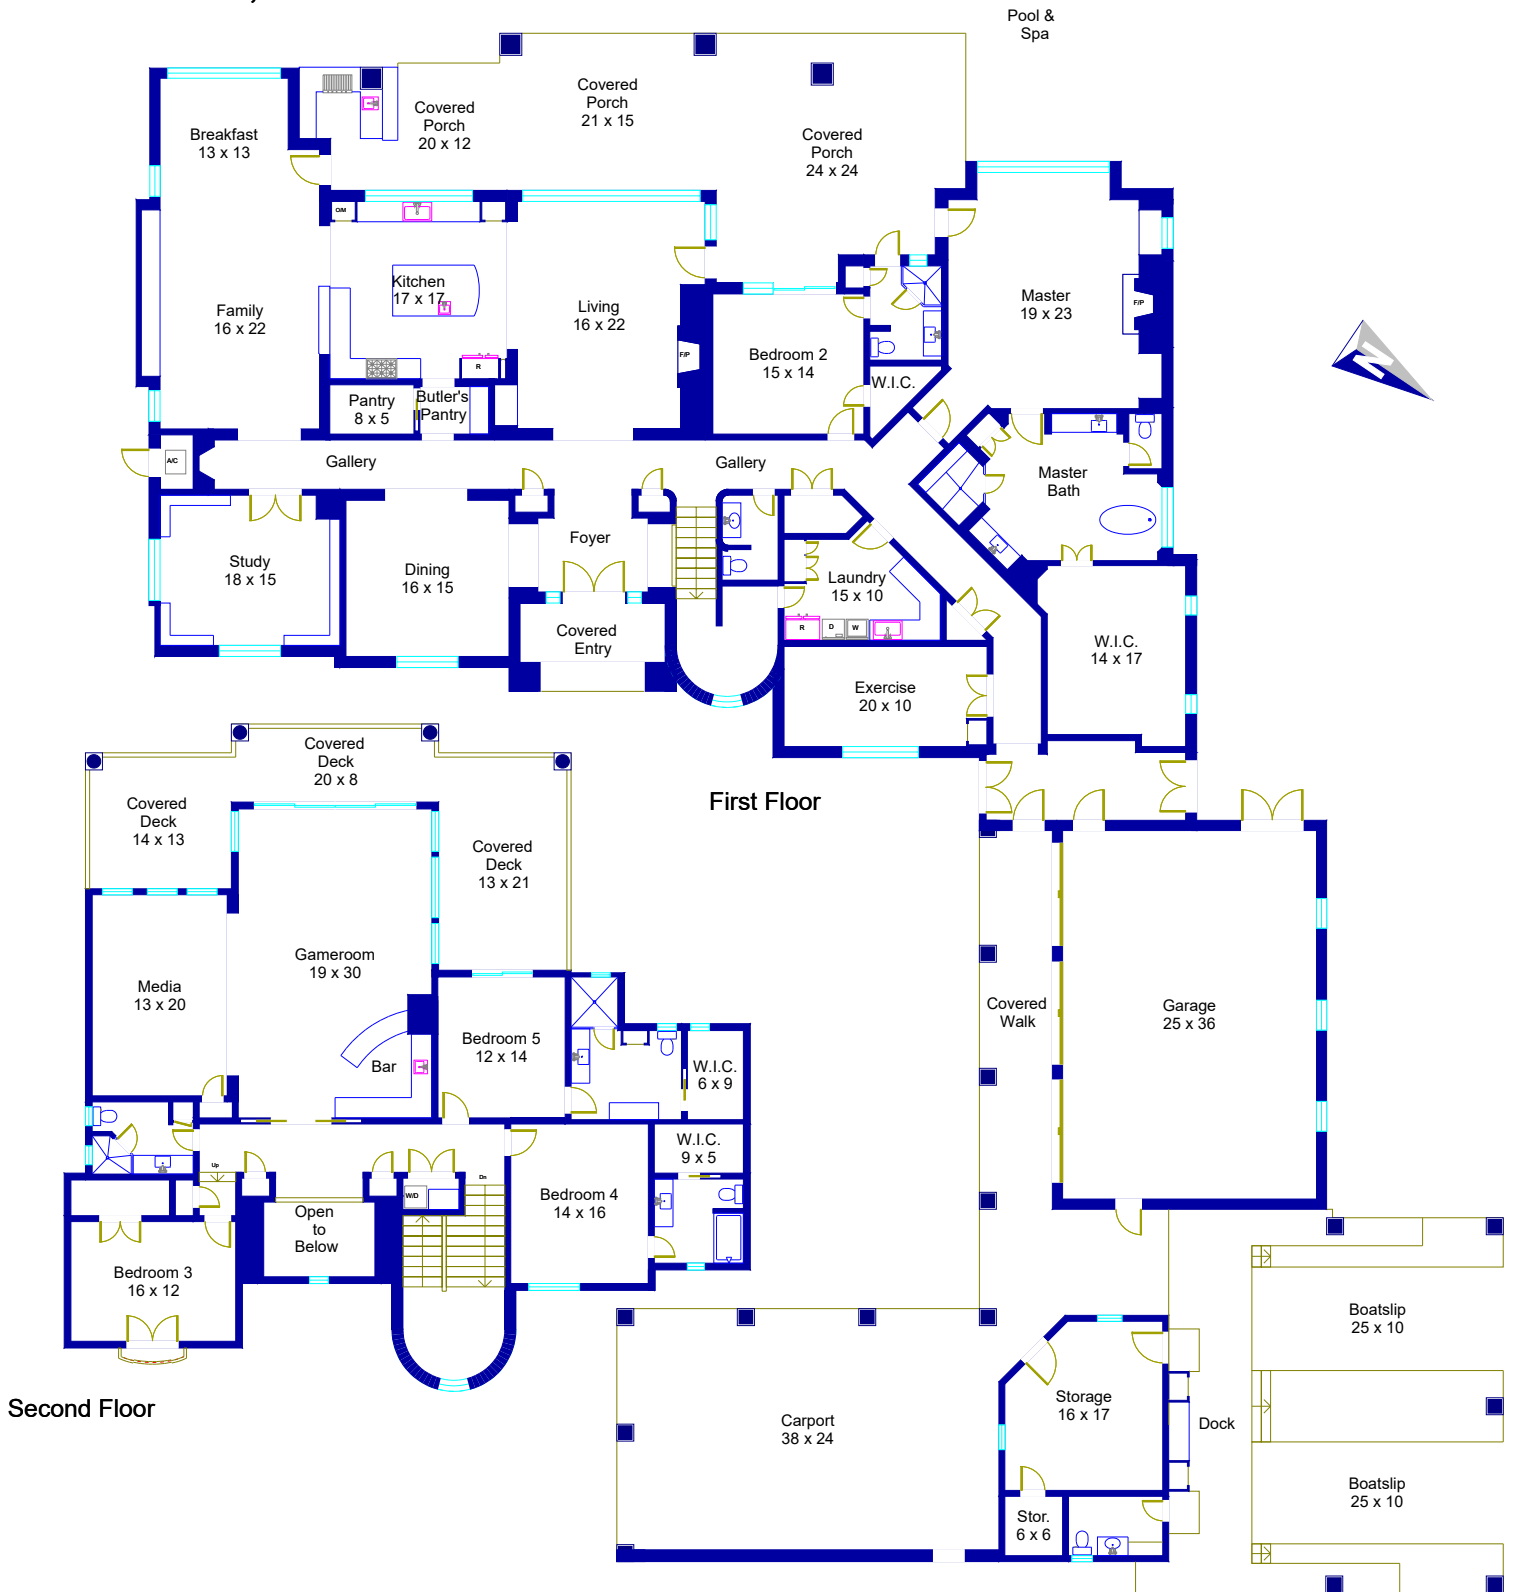 Pool &
Spa
Covered
Porch
21 x 15
Covered
Porch
20 x 12
Breakfast
13 x 13
Covered
Porch
24 x 24
O/M
Kitchen
17 x 17
Family
16 x 22
Living
16 x 22
Master
19 x 23
F/P
F/P
Bedroom 2
15 x 14
N
R
W.I.C.
Pantry
8 x 5
Butler's
Pantry
A/C
Gallery
Gallery
Master
Bath
Foyer
Study
18 x 15
Dining
16 x 15
Laundry
15 x 10
R
D
W
Covered
Entry
W.I.C.
14 x 17
Exercise
20 x 10
Covered
Deck
20 x 8
Covered
Deck
14 x 13
First Floor
Covered
Deck
13 x 21
Gameroom
19 x 30
Media
13 x 20
Covered
Walk
Garage
25 x 36
Bedroom 5
12 x 14
Bar
W.I.C.
6 x 9
W.I.C.
9 x 5
Up
Dn
W/D
Bedroom 4
14 x 16
Open
to
Below
Bedroom 3
16 x 12
Boatslip
25 x 10
Second Floor
Storage
16 x 17
Carport
38 x 24
Dock
Boatslip
25 x 10
Stor.
6 x 6